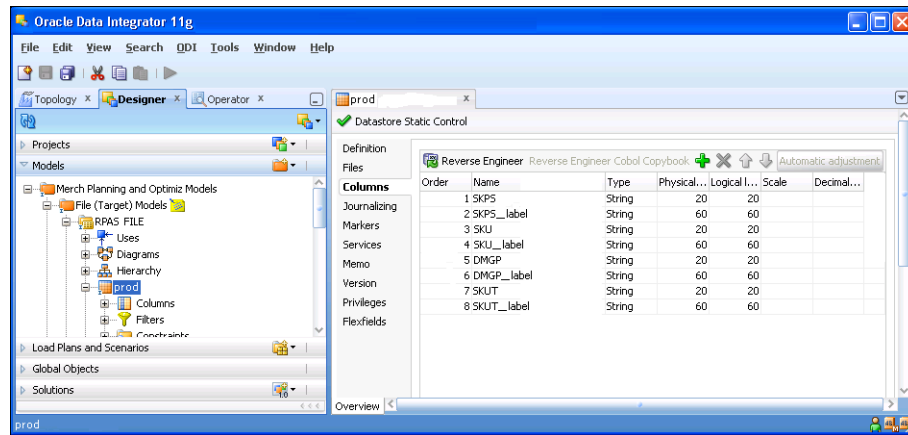 Oracle Data Integrator 11g
File Edit View Search ODI Tools Window Help
Topology x Designer x Operator x
prod x
Datastore Static Control
Projects
Models
Merch Planning and Optimiz Models
File (Target) Models
RPAS FILE
Uses
Diagrams
Hierarchy
prod
Columns
Filters
Constraints
Load Plans and Scenarios
Global Objects
Solutions
Definition
Files
Columns
Journalizing
Markers
Services
Memo
Version
Privileges
Flexfields
Reverse Engineer Reverse Engineer Cobol Copybook Automatic adjustment
Order Name Type Physical... Logical l... Scale Decimal...
1 SKPS String 20 20
2 SKPS_label String 60 60
3 SKU String 20 20
4 SKU_label String 60 60
5 DMGP String 20 20
6 DMGP_label String 60 60
7 SKUT String 20 20
8 SKUT_label String 60 60
Overview
prod